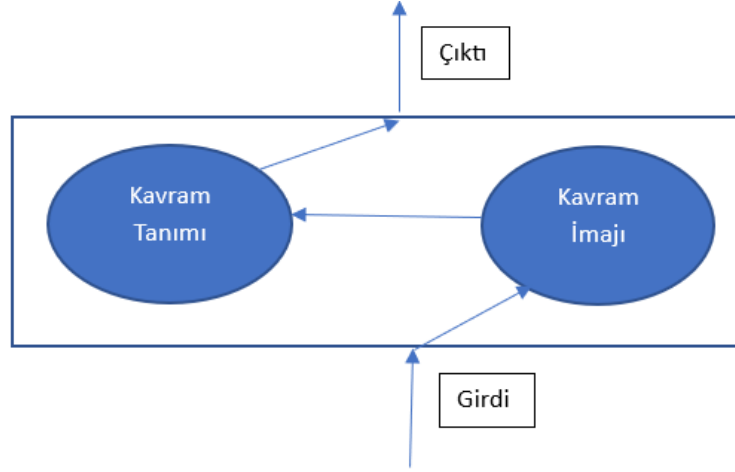 Çıktı
Kavram
Tanımı
Kavram
İmajı
Girdi